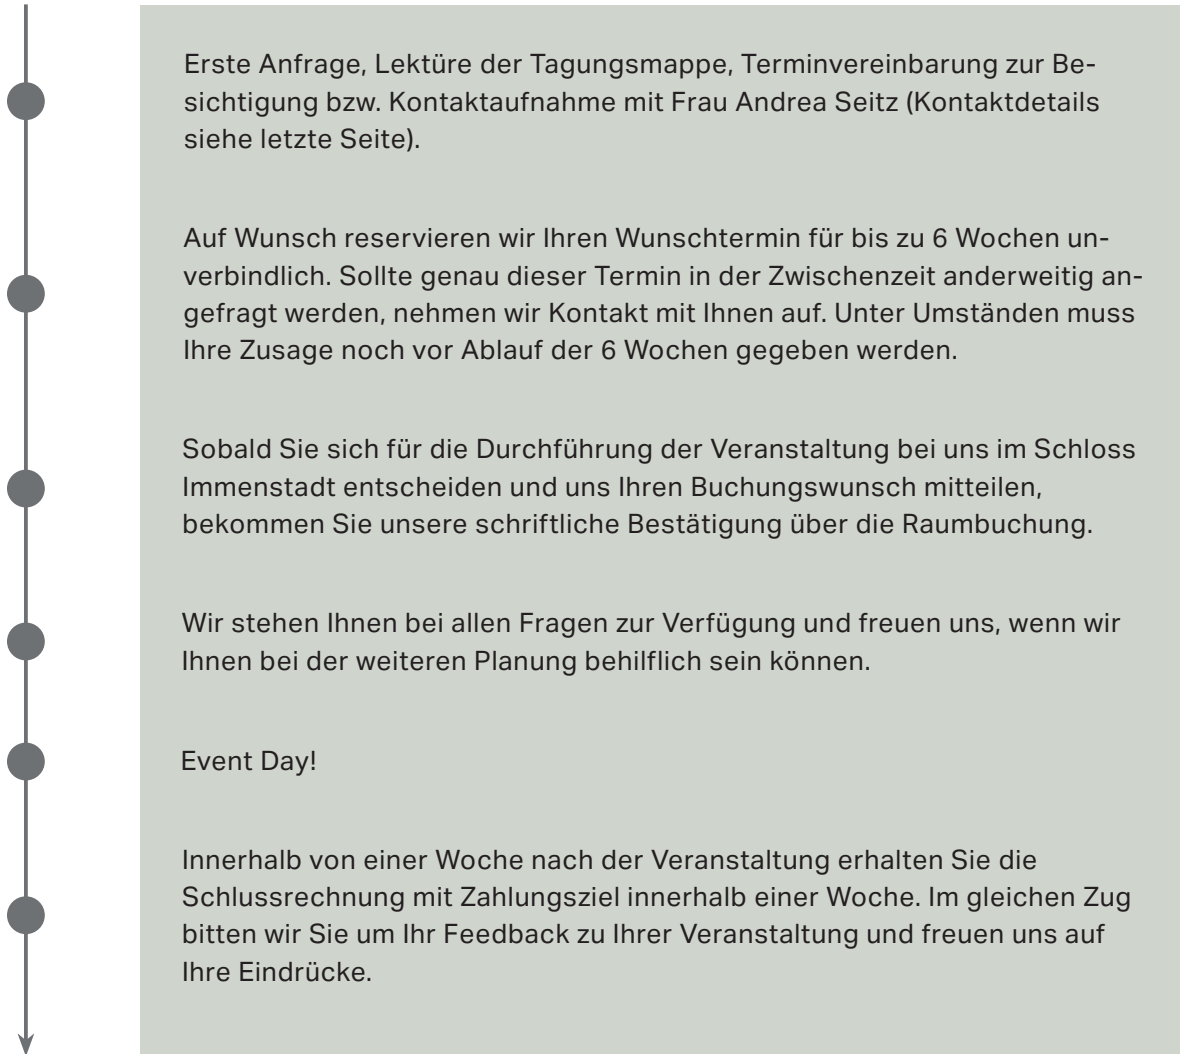 Erste Anfrage, Lektüre der Tagungsmappe, Terminvereinbarung zur Be-
sichtigung bzw. Kontaktaufnahme mit Frau Andrea Seitz (Kontaktdetails
siehe letzte Seite).
Auf Wunsch reservieren wir Ihren Wunschtermin für bis zu 6 Wochen un-
verbindlich. Sollte genau dieser Termin in der Zwischenzeit anderweitig an-
gefragt werden, nehmen wir Kontakt mit Ihnen auf. Unter Umständen muss
Ihre Zusage noch vor Ablauf der 6 Wochen gegeben werden.
Sobald Sie sich für die Durchführung der Veranstaltung bei uns im Schloss
Immenstadt entscheiden und uns Ihren Buchungswunsch mitteilen,
bekommen Sie unsere schriftliche Bestätigung über die Raumbuchung.
Wir stehen Ihnen bei allen Fragen zur Verfügung und freuen uns, wenn wir
Ihnen bei der weiteren Planung behilflich sein können.
Event Day!
Innerhalb von einer Woche nach der Veranstaltung erhalten Sie die
Schlussrechnung mit Zahlungsziel innerhalb einer Woche. Im gleichen Zug
bitten wir Sie um Ihr Feedback zu Ihrer Veranstaltung und freuen uns auf
Ihre Eindrücke.